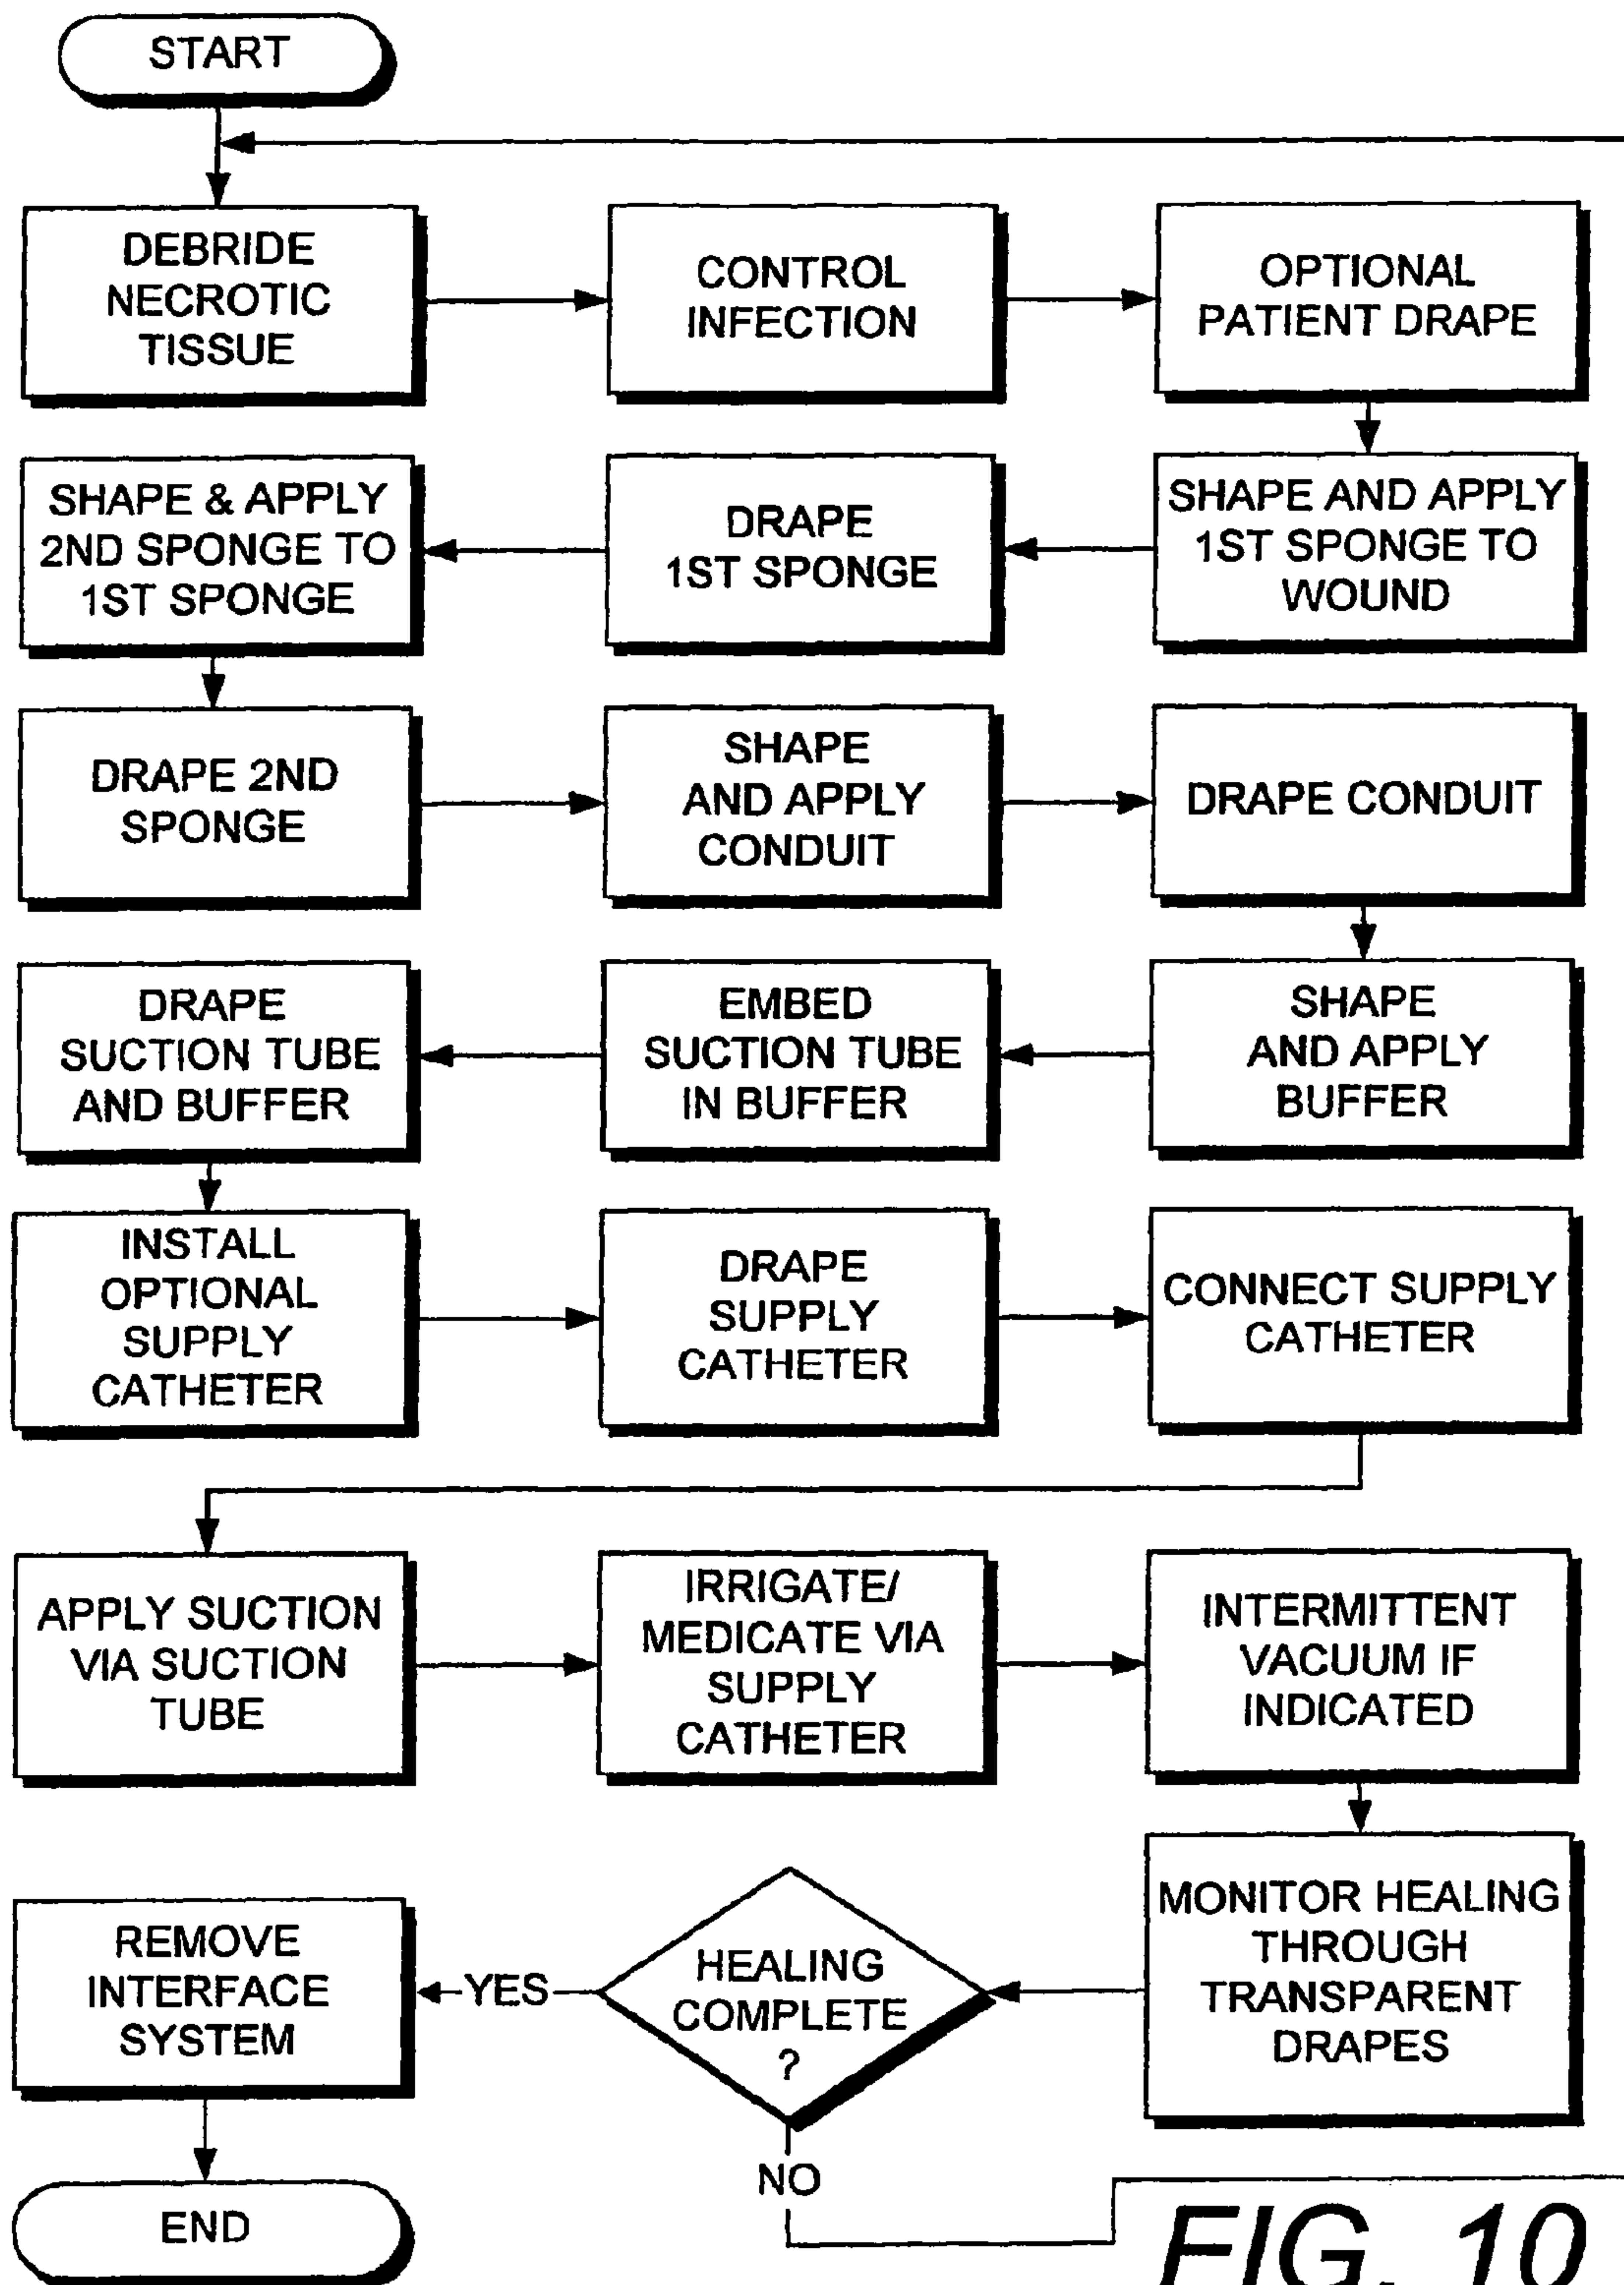 START
DEBRIDE
NECROTIC
TISSUE
CONTROL
INFECTION
OPTIONAL
PATIENT DRAPE
SHAPE AND APPLY
1ST SPONGE TO
WOUND
DRAPE
1ST SPONGE
SHAPE & APPLY
2ND SPONGE TO
1ST SPONGE
DRAPE 2ND
SPONGE
SHAPE
AND APPLY
CONDUIT
DRAPE CONDUIT
SHAPE
AND APPLY
BUFFER
EMBED
SUCTION TUBE
IN BUFFER
DRAPE
SUCTION TUBE
AND BUFFER
INSTALL
OPTIONAL
SUPPLY
CATHETER
DRAPE
SUPPLY
CATHETER
CONNECT SUPPLY
CATHETER
APPLY SUCTION
VIA SUCTION
TUBE
IRRIGATE/
MEDICATE VIA
SUPPLY
CATHETER
INTERMITTENT
VACUUM IF
INDICATED
MONITOR HEALING
THROUGH
TRANSPARENT
DRAPES
HEALING
COMPLETE
?
YES
REMOVE
INTERFACE
SYSTEM
NO
END
FIG. 10